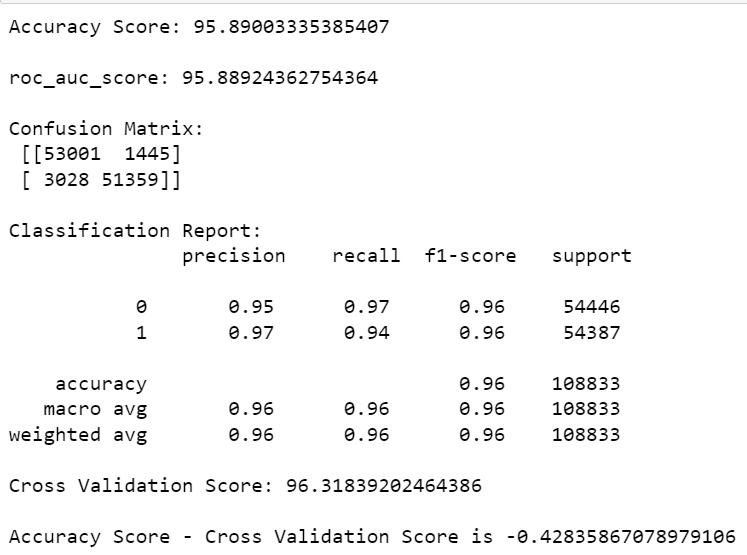 Accuracy Score: 95.89003335385407
roc_auc_score: 95.88924362754364
Confusion Matrix:
[[53001 1445]
[ 3028 51359]]
Classification Report:
precision recall f1-score support
0 0.95 0.97 0.96 54446
1 0.97 0.94 0.96 54387
accuracy 0.96 108833
macro avg 0.96 0.96 0.96 108833
weighted avg 0.96 0.96 0.96 108833
Cross Validation Score: 96.31839202464386
Accuracy Score - Cross Validation Score is -0.42835867078979106